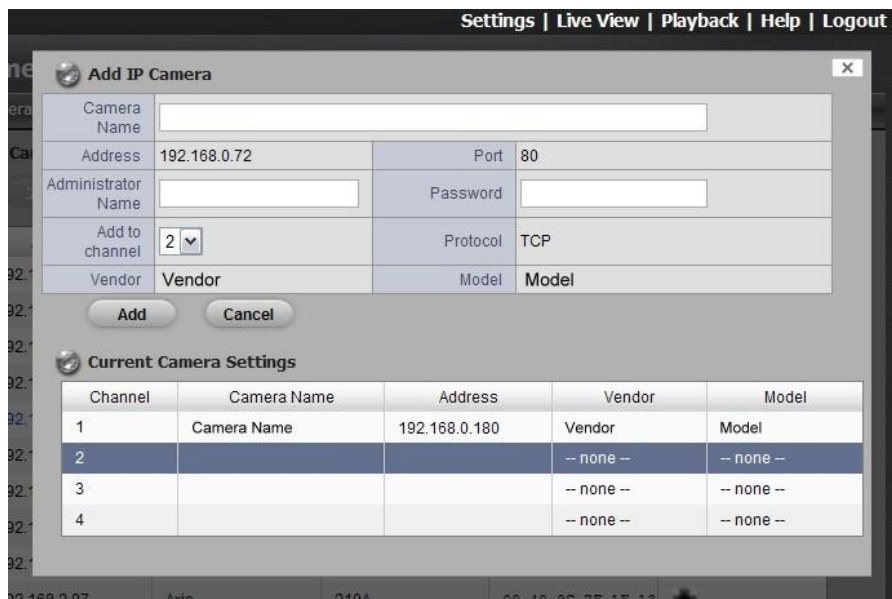 Settings | Live View | Playback | Help | Logout
Add IP Camera
Camera Name
Address 192.168.0.72 Port 80
Administrator Name Password
Add to channel 2 Protocol TCP
Vendor Vendor Model Model
Add Cancel
Current Camera Settings
Channel Camera Name Address Vendor Model
1 Camera Name 192.168.0.180 Vendor Model
2 -- none -- -- none --
3 -- none -- -- none --
4 -- none -- -- none --